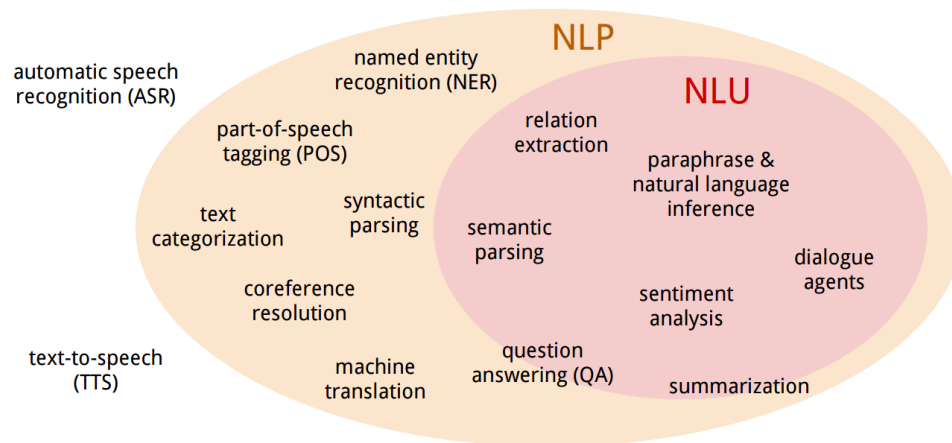 NLP
NLU
automatic speech
recognition (ASR)
named entity
recognition (NER)
part-of-speech
tagging (POS)
relation
extraction
paraphrase &
natural language
inference
text
categorization
syntactic
parsing
semantic
parsing
dialogue
agents
coreference
resolution
sentiment
analysis
text-to-speech
(TTS)
machine
translation
question
answering (QA)
summarization